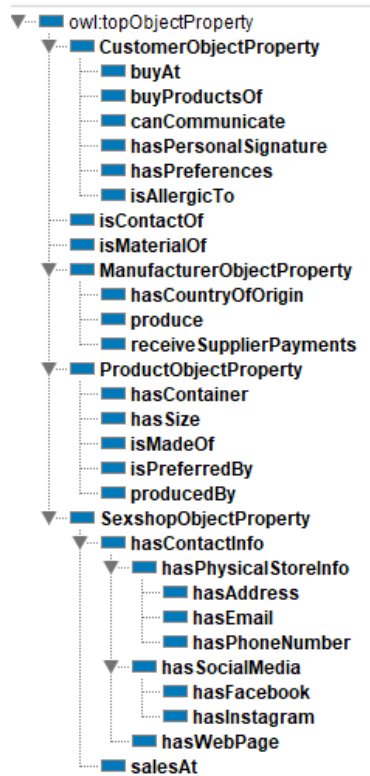 owl:topObjectProperty
CustomerObjectProperty
buyAt
buyProductsOf
canCommunicate
hasPersonalSignature
hasPreferences
isAllergicTo
isContactOf
isMaterialOf
ManufacturerObjectProperty
hasCountryOfOrigin
produce
receiveSupplierPayments
ProductObjectProperty
hasContainer
hasSize
isMadeOf
isPreferredBy
producedBy
SexshopObjectProperty
hasContactInfo
hasPhysicalStoreInfo
hasAddress
hasEmail
hasPhoneNumber
hasSocialMedia
hasFacebook
hasInstagram
hasWebPage
salesAt